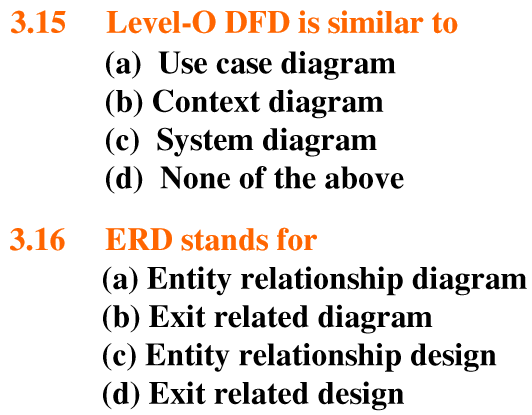 3.15 Level-O DFD is similar to
(a) Use case diagram
(b) Context diagram
(c) System diagram
(d) None of the above
3.16 ERD stands for
(a) Entity relationship diagram
(b) Exit related diagram
(c) Entity relationship design
(d) Exit related design